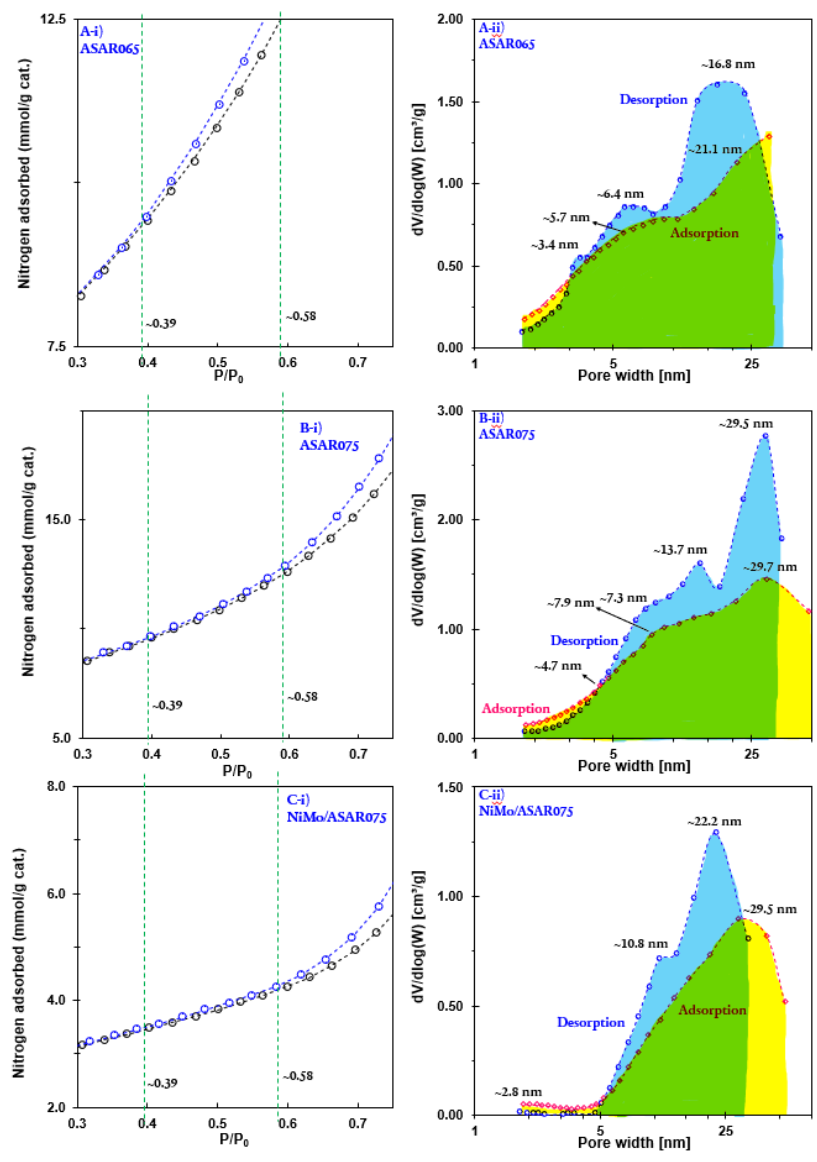 A-i)
ASAR065
12.5
7.5
Nitrogen adsorbed (mmol/g cat.)
~0.39
~0.58
0.3 0.4 0.5 0.6 0.7
P/P0
A-ii)
ASAR065
2.00
1.50
1.00
0.50
0.00
dV/dlog(W) [cm³/g]
~16.8 nm
Desorption
~21.1 nm
~6.4 nm
~5.7 nm
Adsorption
~3.4 nm
1 5 25
Pore width [nm]
B-i)
ASAR075
15.0
5.0
Nitrogen adsorbed (mmol/g cat.)
~0.39
~0.58
0.3 0.4 0.5 0.6 0.7
P/P0
B-ii)
ASAR075
3.00
2.00
1.00
0.00
dV/dlog(W) [cm³/g]
~29.5 nm
~13.7 nm
~29.7 nm
~7.9 nm
~7.3 nm
Desorption
~4.7 nm
Adsorption
1 5 25
Pore width [nm]
C-i)
NiMo/ASAR075
8.0
6.0
4.0
2.0
Nitrogen adsorbed (mmol/g cat.)
~0.39
~0.58
0.3 0.4 0.5 0.6 0.7
P/P0
C-ii)
NiMo/ASAR075
1.50
1.00
0.50
0.00
dV/dlog(W) [cm³/g]
~22.2 nm
~29.5 nm
~10.8 nm
Desorption
Adsorption
~2.8 nm
1 5 25
Pore width [nm]